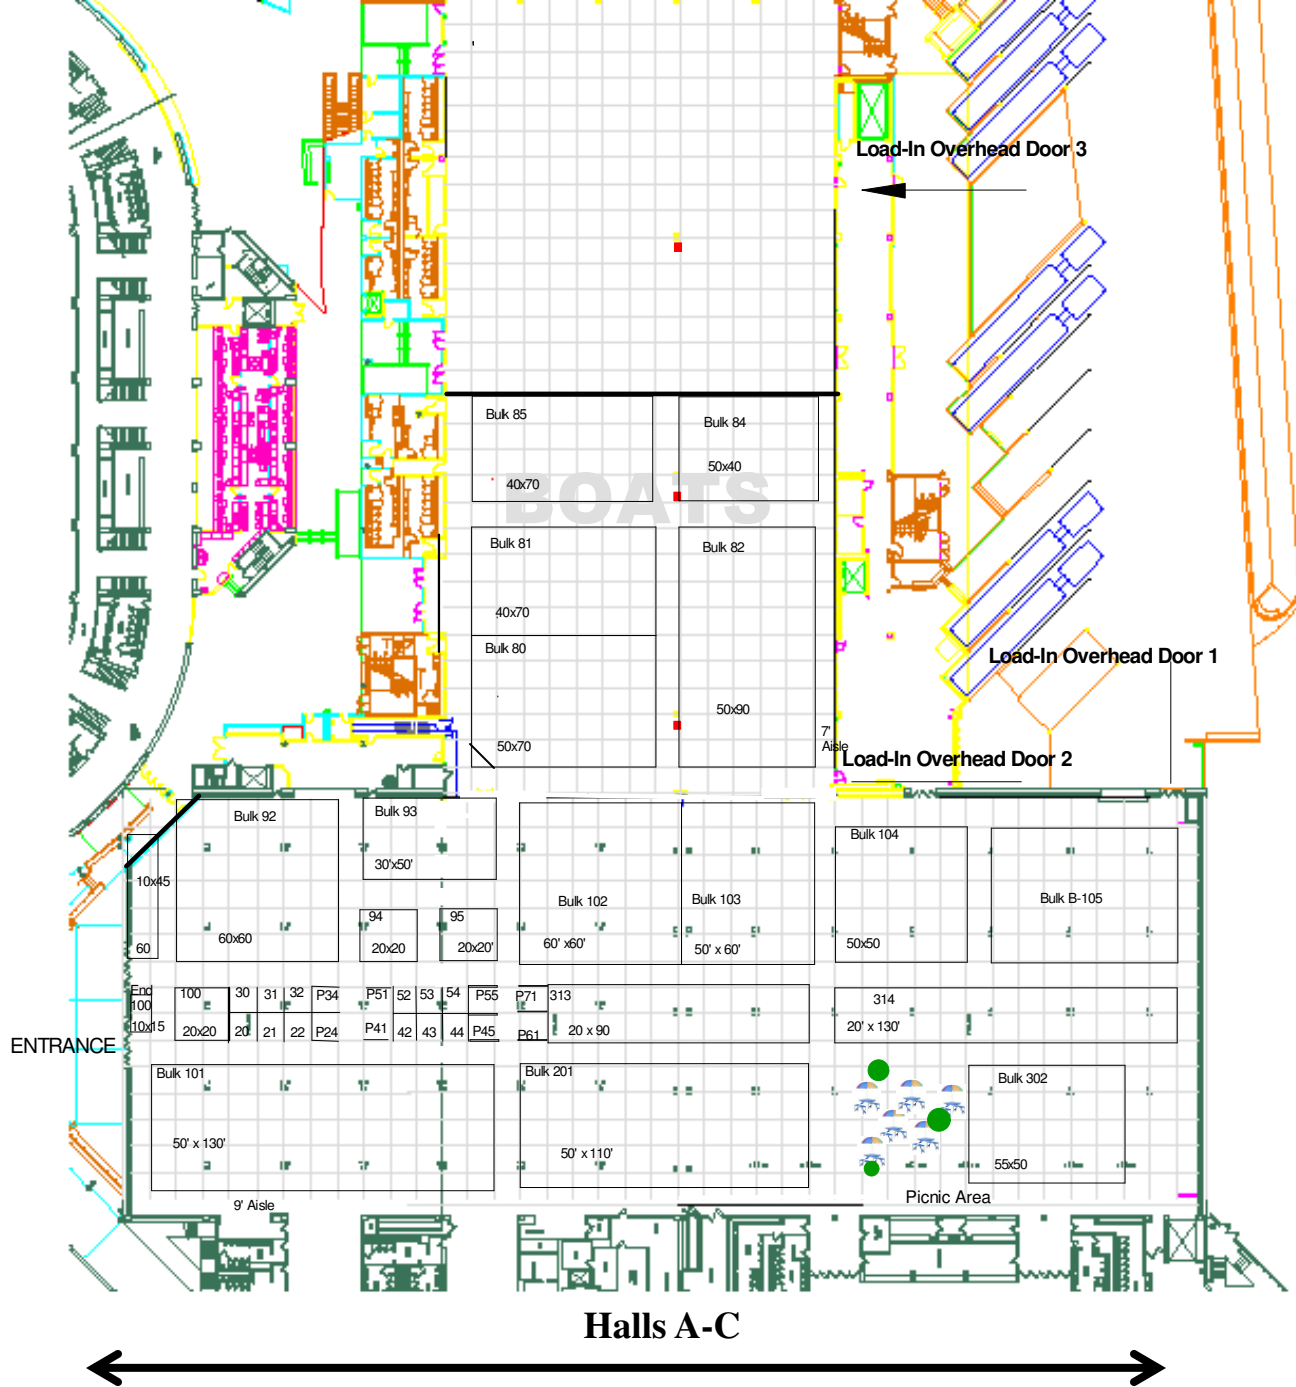 Load-In Overhead Door 3
Bulk 85
Bulk 84
50x40
40x70
BOATS
Bulk 81
Bulk 82
40x70
Bulk 80
Load-In Overhead Door 1
50x90
7'
Aisle
50x70
Load-In Overhead Door 2
Bulk 92
Bulk 93
Bulk 104
30'x50'
10x45
Bulk 102
Bulk 103
Bulk B-105
94
95
60
60x60
20x20
20x20'
60' x60'
50' x 60'
50x50
End
100
100
30
31
32
P34
P51
52
53
54
P55
P71
313
314
10x15
20x20
20
21
22
P24
P41
42
43
44
P45
P61
20 x 90
20' x 130'
ENTRANCE
Bulk 101
Bulk 201
Bulk 302
50' x 130'
50' x 110'
55x50
9' Aisle
Picnic Area
Halls A-C